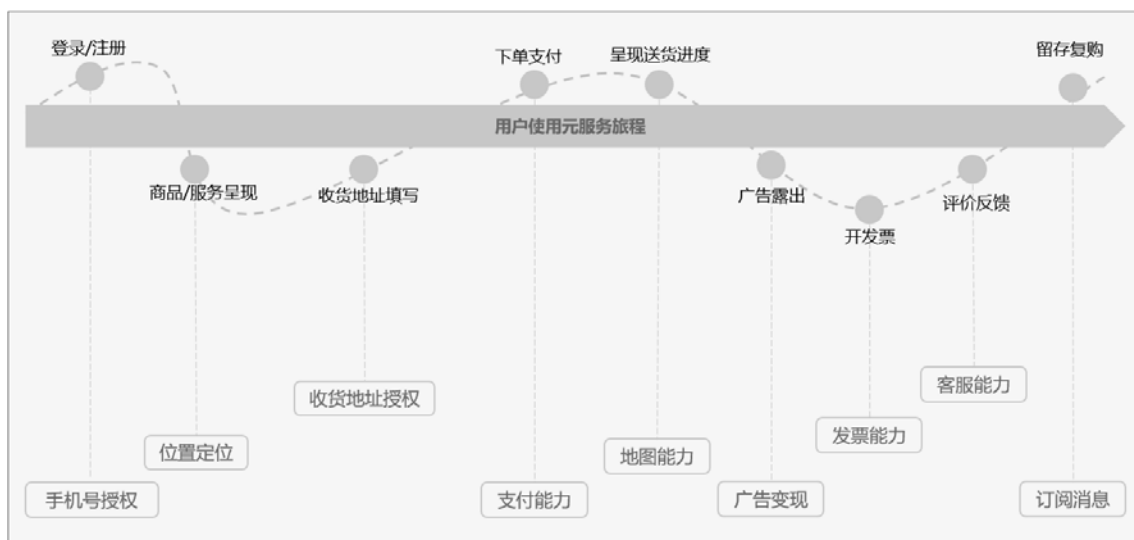 登录/注册
下单支付
呈现送货进度
留存复购
用户使用元服务旅程
商品/服务呈现
收货地址填写
广告露出
开发票
评价反馈
收货地址授权
客服能力
位置定位
地图能力
发票能力
手机号授权
支付能力
广告变现
订阅消息